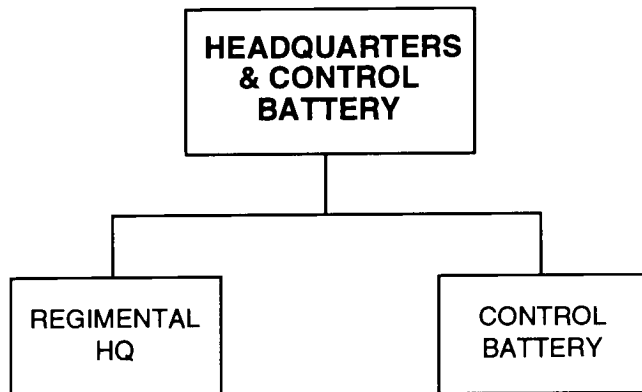 HEADQUARTERS
& CONTROL
BATTERY
REGIMENTAL
HQ
CONTROL
BATTERY